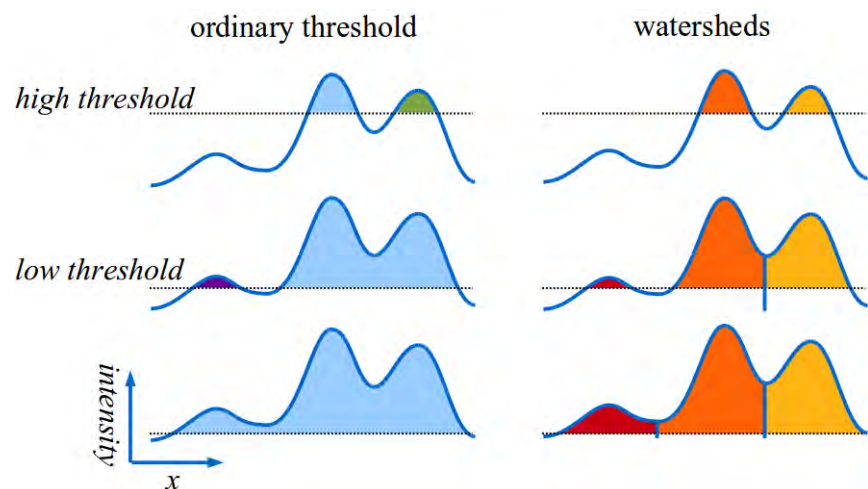 ordinary threshold
watersheds
high threshold
low threshold
intensity
x